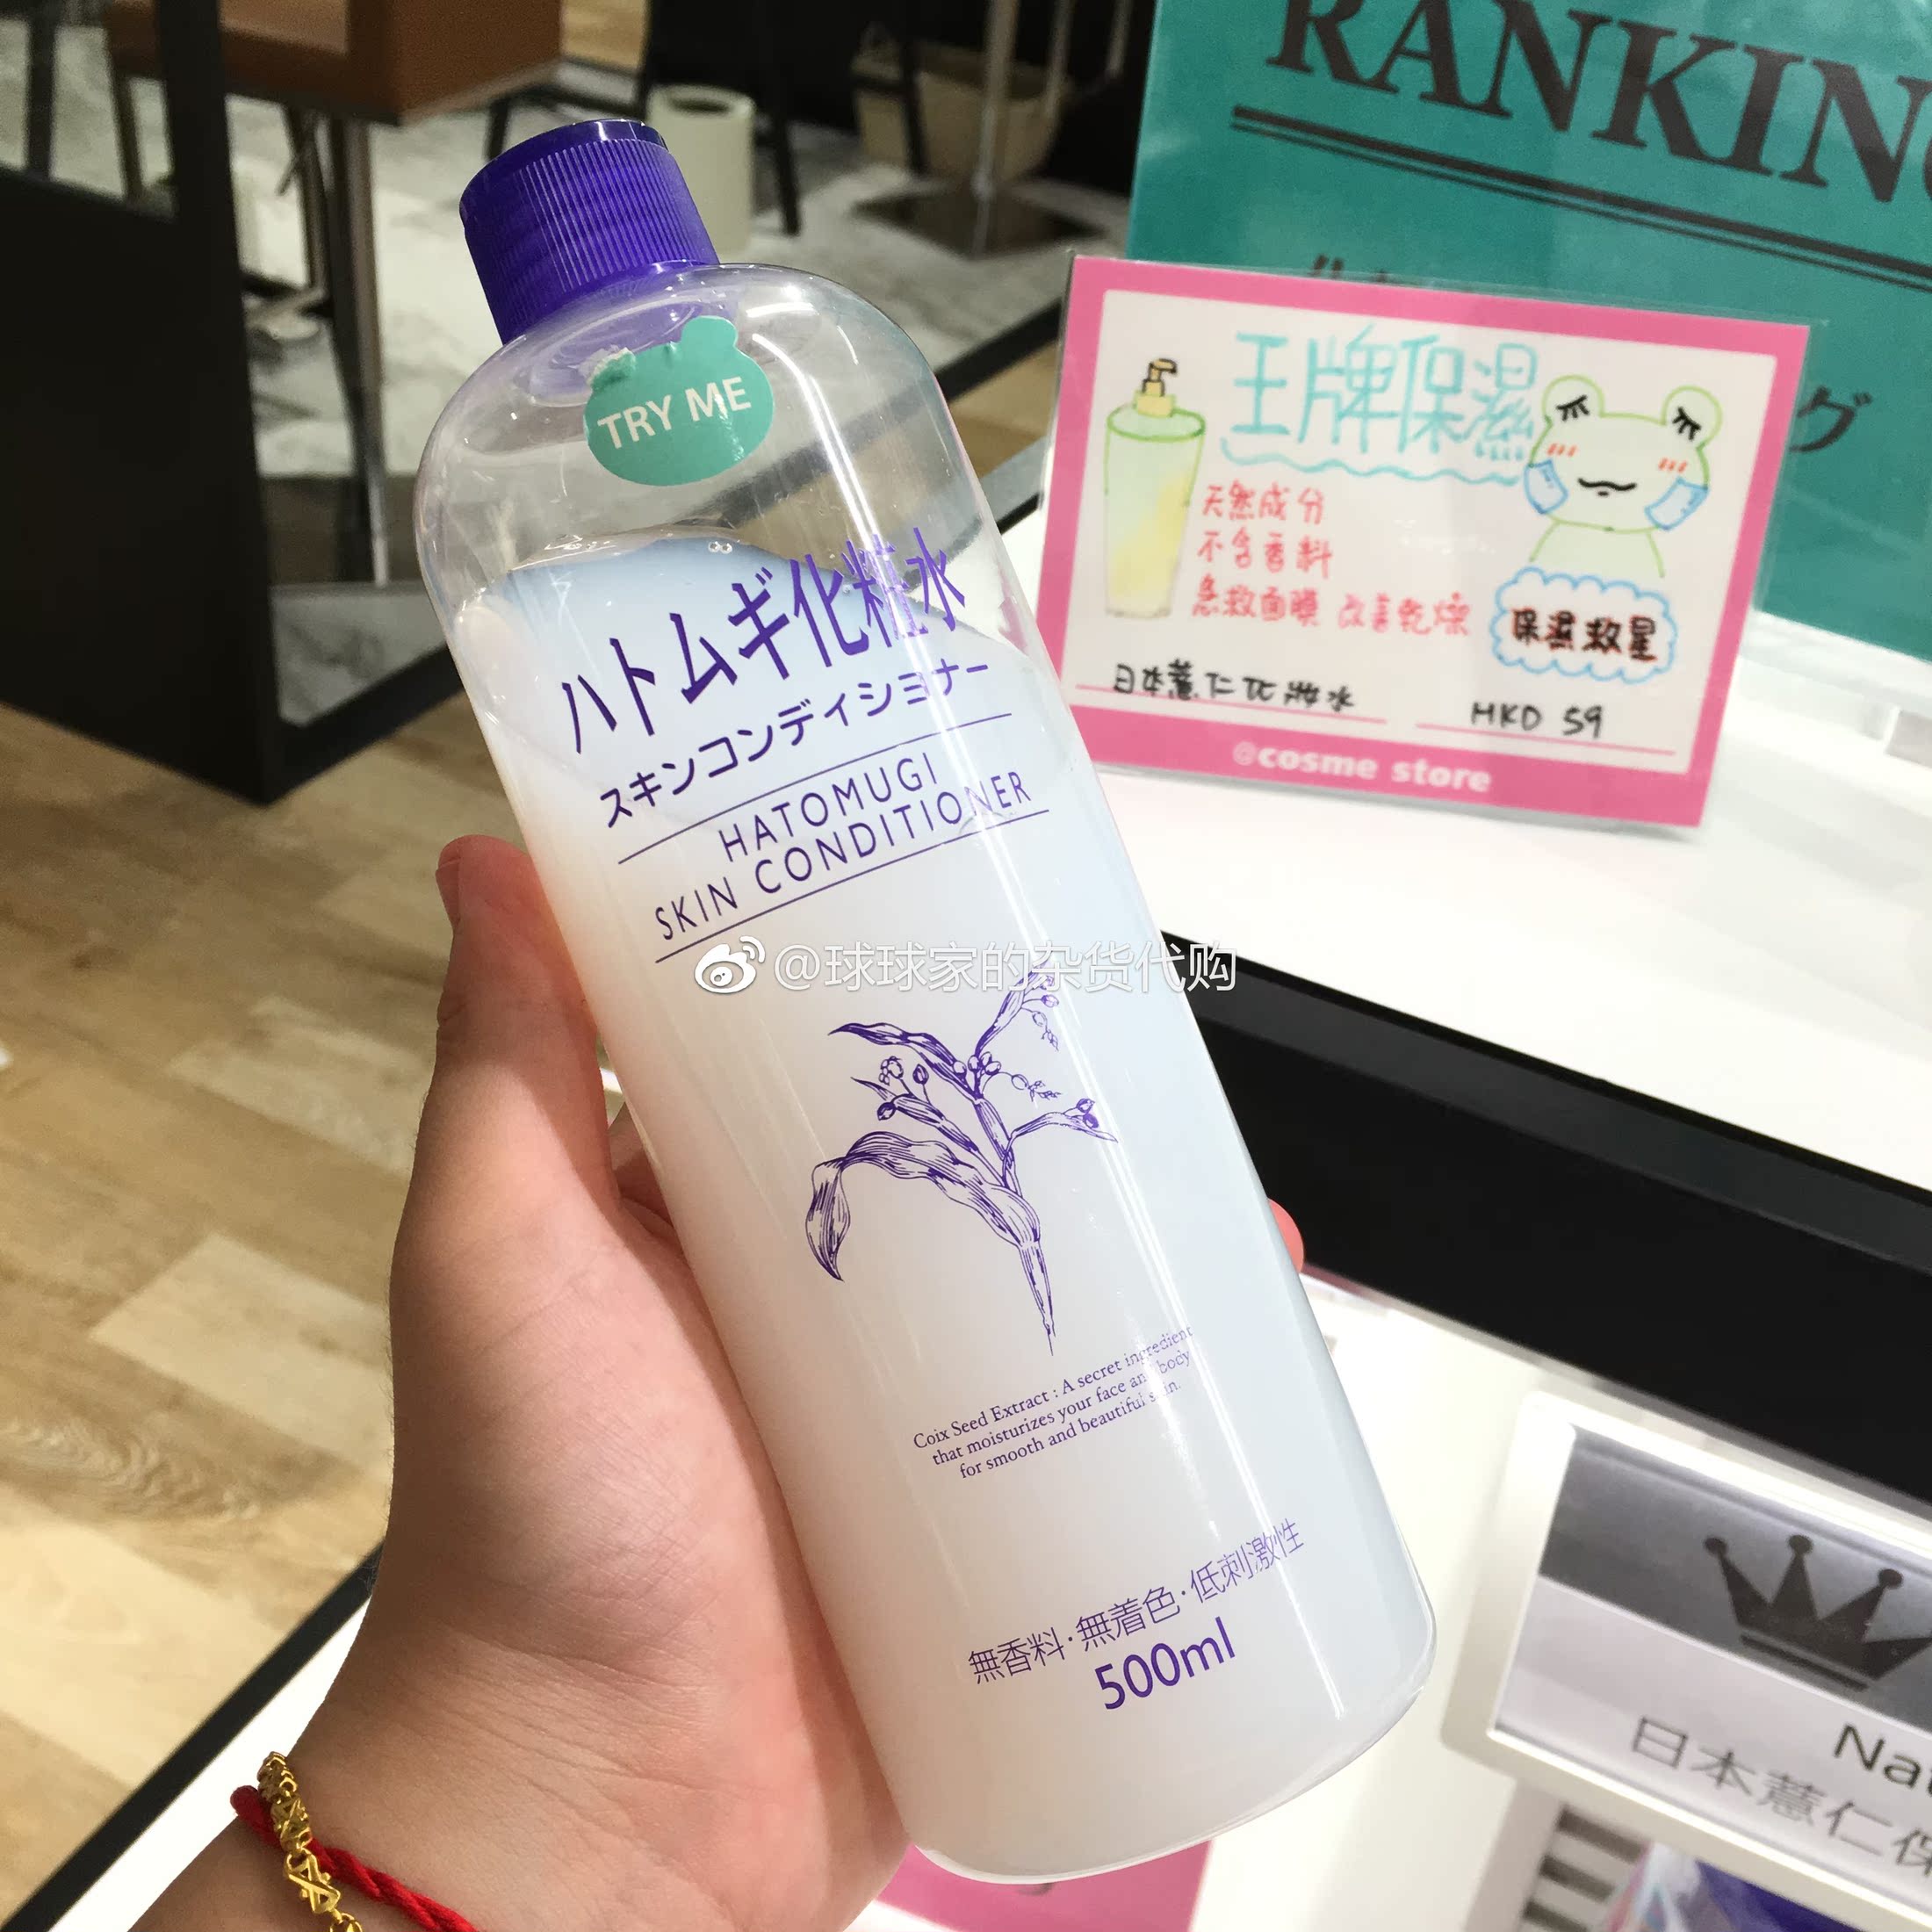 RANKIN
グ
TRY ME
ハトムギ化粧水
スキンコンディショナー
HATOMUGI
SKIN CONDITIONER
@球球家的杂货代购
Coix Seed Extract : A secret ingredient
that moisturizes your face and body
for smooth and beautiful skin.
無香料・無着色・低刺激性
500ml
王牌保濕
天然成分
不含香料
急救面膜 改善乾燥
保濕救星
日本薏仁化妝水
HKD 59
@cosme store
Nat
日本薏仁保